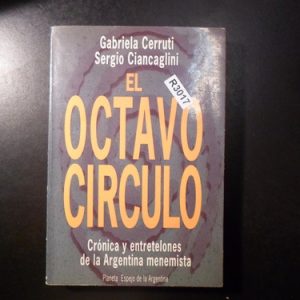 Gabriela Cerruti
Sergio Ciancaglini
EL
R3017
OCTAVO
CIRCULO
Crónica y entretelones
de la Argentina menemista
Planeta Espejo de la Argentina